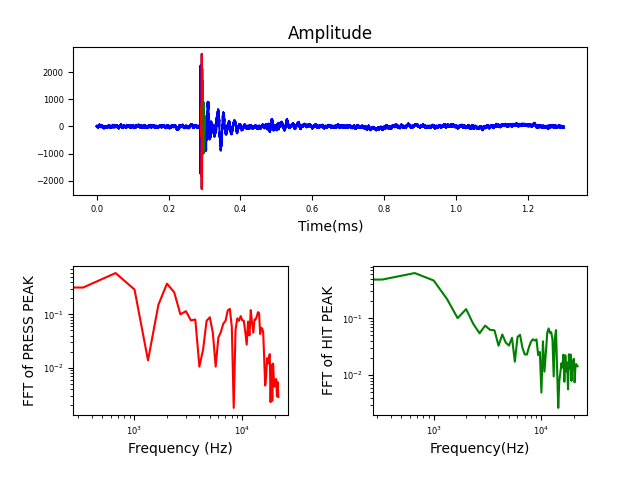 Amplitude
2000
1000
0
−1000
−2000
0.0 0.2 0.4 0.6 0.8 1.0 1.2
Time(ms)
FFT of PRESS PEAK
10⁻¹
10⁻²
10³ 10⁴
Frequency (Hz)
FFT of HIT PEAK
10⁻¹
10⁻²
10³ 10⁴
Frequency(Hz)